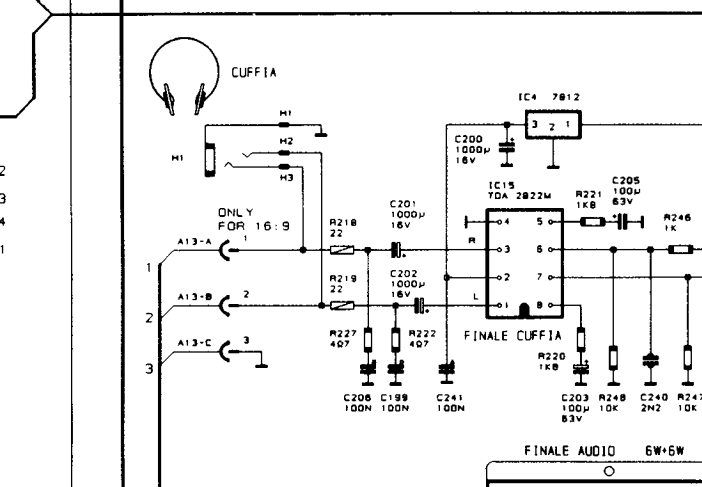 CUFFIA
IC4 7812
3 2 1
H1
H2
H3
H1
C200
1000µ
16V
2
3
4
1
ONLY
FOR 16:9
A13-A 1
1
A13-B 2
2
A13-C 3
3
R218
22
C201
1000µ
16V
R219
22
C202
1000µ
16V
R
L
IC15
TDA 2822M
4 5
3 6
2 7
1 8
FINALE CUFFIA
R221
1K8
C205
100µ
63V
R246
1K
R227
4Ω7
R222
4Ω7
C206
100N
C199
100N
C241
100N
R220
1K8
C203
100µ
63V
R248
10K
C240
2N2
R247
10K
FINALE AUDIO 6W+6W